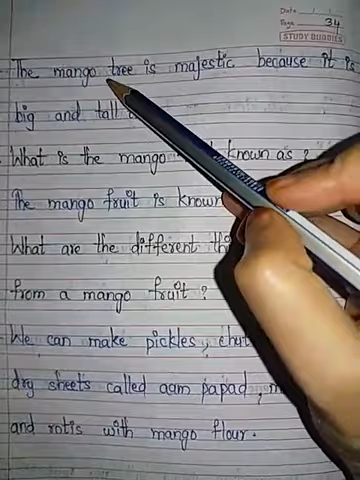 Date / /
Page 34
STUDY BUDDIES
The mango tree is majestic because it is
big and tall
What is the mango known as ?
The mango fruit is known
What are the different
from a mango fruit ?
We can make pickles,
dry sheets called aam papad,
and rotis with mango flour.